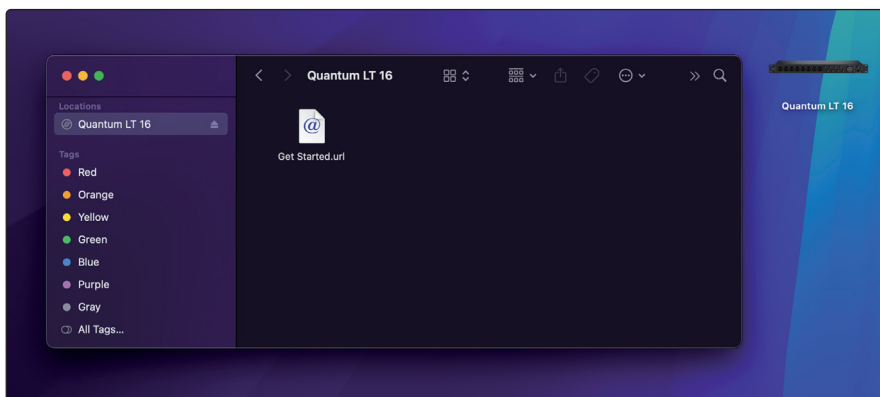 Quantum LT 16
Locations
Quantum LT 16
Tags
Red
Orange
Yellow
Green
Blue
Purple
Gray
All Tags...
@
Get Started.url
Quantum LT 16